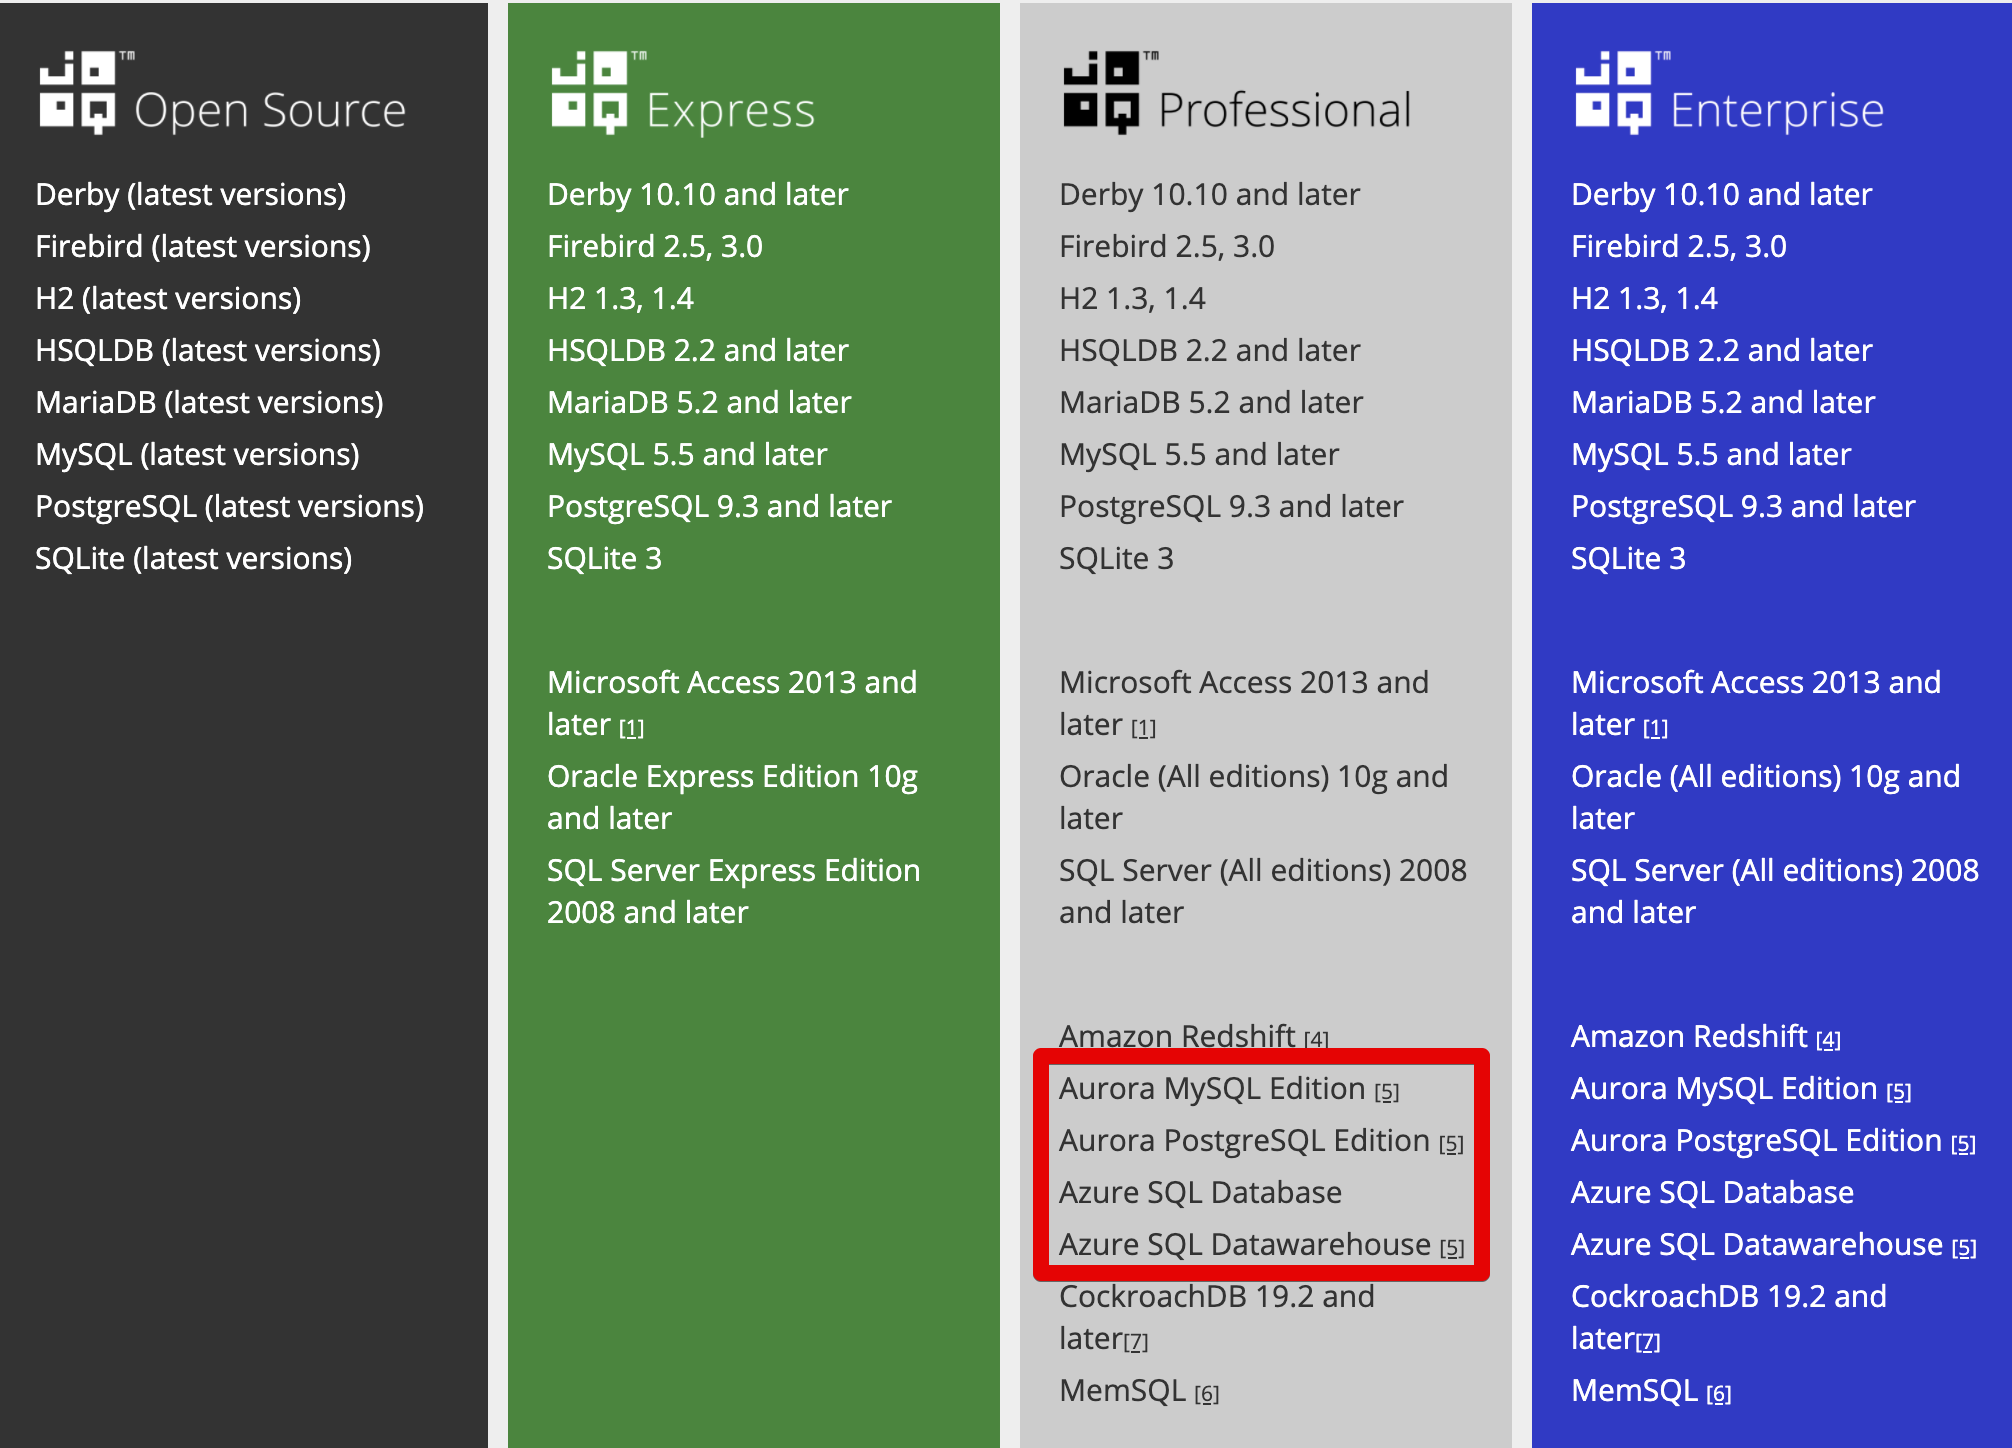 jOOQ™ Open Source
Derby (latest versions)
Firebird (latest versions)
H2 (latest versions)
HSQLDB (latest versions)
MariaDB (latest versions)
MySQL (latest versions)
PostgreSQL (latest versions)
SQLite (latest versions)
jOOQ™ Express
Derby 10.10 and later
Firebird 2.5, 3.0
H2 1.3, 1.4
HSQLDB 2.2 and later
MariaDB 5.2 and later
MySQL 5.5 and later
PostgreSQL 9.3 and later
SQLite 3
Microsoft Access 2013 and
later [1]
Oracle Express Edition 10g
and later
SQL Server Express Edition
2008 and later
jOOQ™ Professional
Derby 10.10 and later
Firebird 2.5, 3.0
H2 1.3, 1.4
HSQLDB 2.2 and later
MariaDB 5.2 and later
MySQL 5.5 and later
PostgreSQL 9.3 and later
SQLite 3
Microsoft Access 2013 and
later [1]
Oracle (All editions) 10g and
later
SQL Server (All editions) 2008
and later
Amazon Redshift [4]
Aurora MySQL Edition [5]
Aurora PostgreSQL Edition [5]
Azure SQL Database
Azure SQL Datawarehouse [5]
CockroachDB 19.2 and
later[7]
MemSQL [6]
jOOQ™ Enterprise
Derby 10.10 and later
Firebird 2.5, 3.0
H2 1.3, 1.4
HSQLDB 2.2 and later
MariaDB 5.2 and later
MySQL 5.5 and later
PostgreSQL 9.3 and later
SQLite 3
Microsoft Access 2013 and
later [1]
Oracle (All editions) 10g and
later
SQL Server (All editions) 2008
and later
Amazon Redshift [4]
Aurora MySQL Edition [5]
Aurora PostgreSQL Edition [5]
Azure SQL Database
Azure SQL Datawarehouse [5]
CockroachDB 19.2 and
later[7]
MemSQL [6]